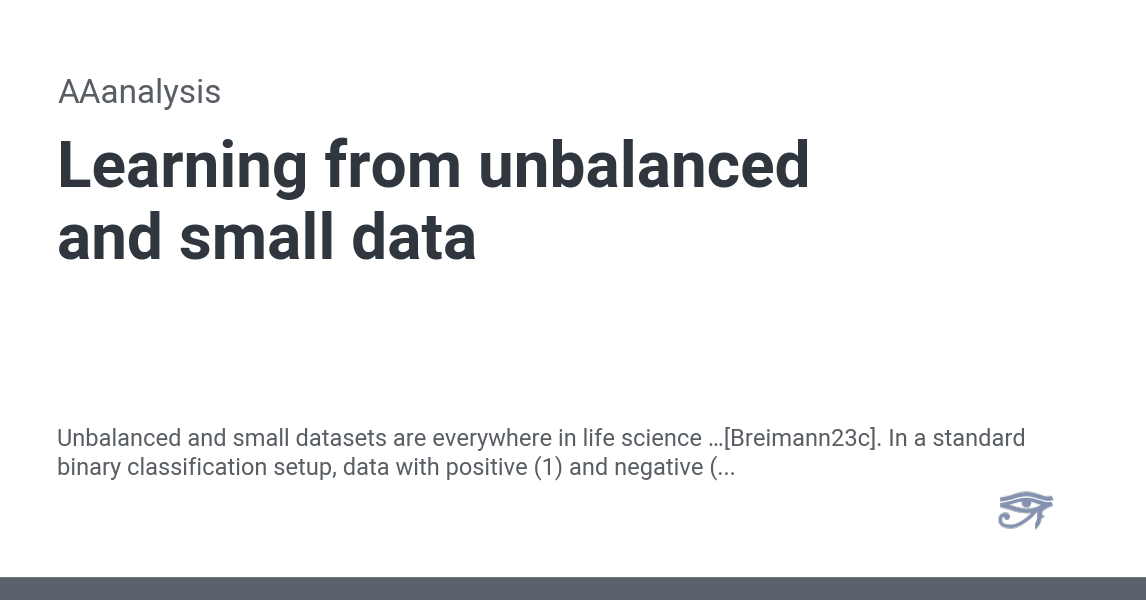 AAanalysis
Learning from unbalanced
and small data
Unbalanced and small datasets are everywhere in life science …[Breimann23c]. In a standard
binary classification setup, data with positive (1) and negative (...